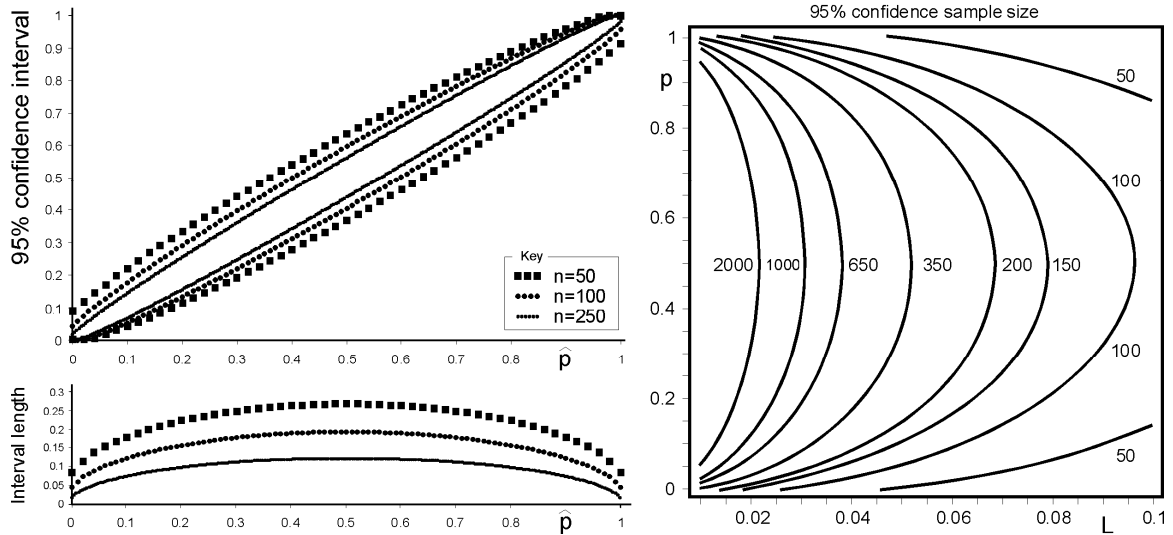 95% confidence interval
1
0.9
0.8
0.7
0.6
0.5
0.4
0.3
0.2
0.1
0
Key
n=50
n=100
n=250
0 0.1 0.2 0.3 0.4 0.5 0.6 0.7 0.8 p̂ 1
Interval length
0.3
0.25
0.2
0.15
0.1
0.05
0
0 0.1 0.2 0.3 0.4 0.5 0.6 0.7 0.8 p̂ 1
95% confidence sample size
1
p
0.8
0.6
0.4
0.2
0
50
100
2000 1000 650 350 200 150
100
50
0.02 0.04 0.06 0.08 L 0.1